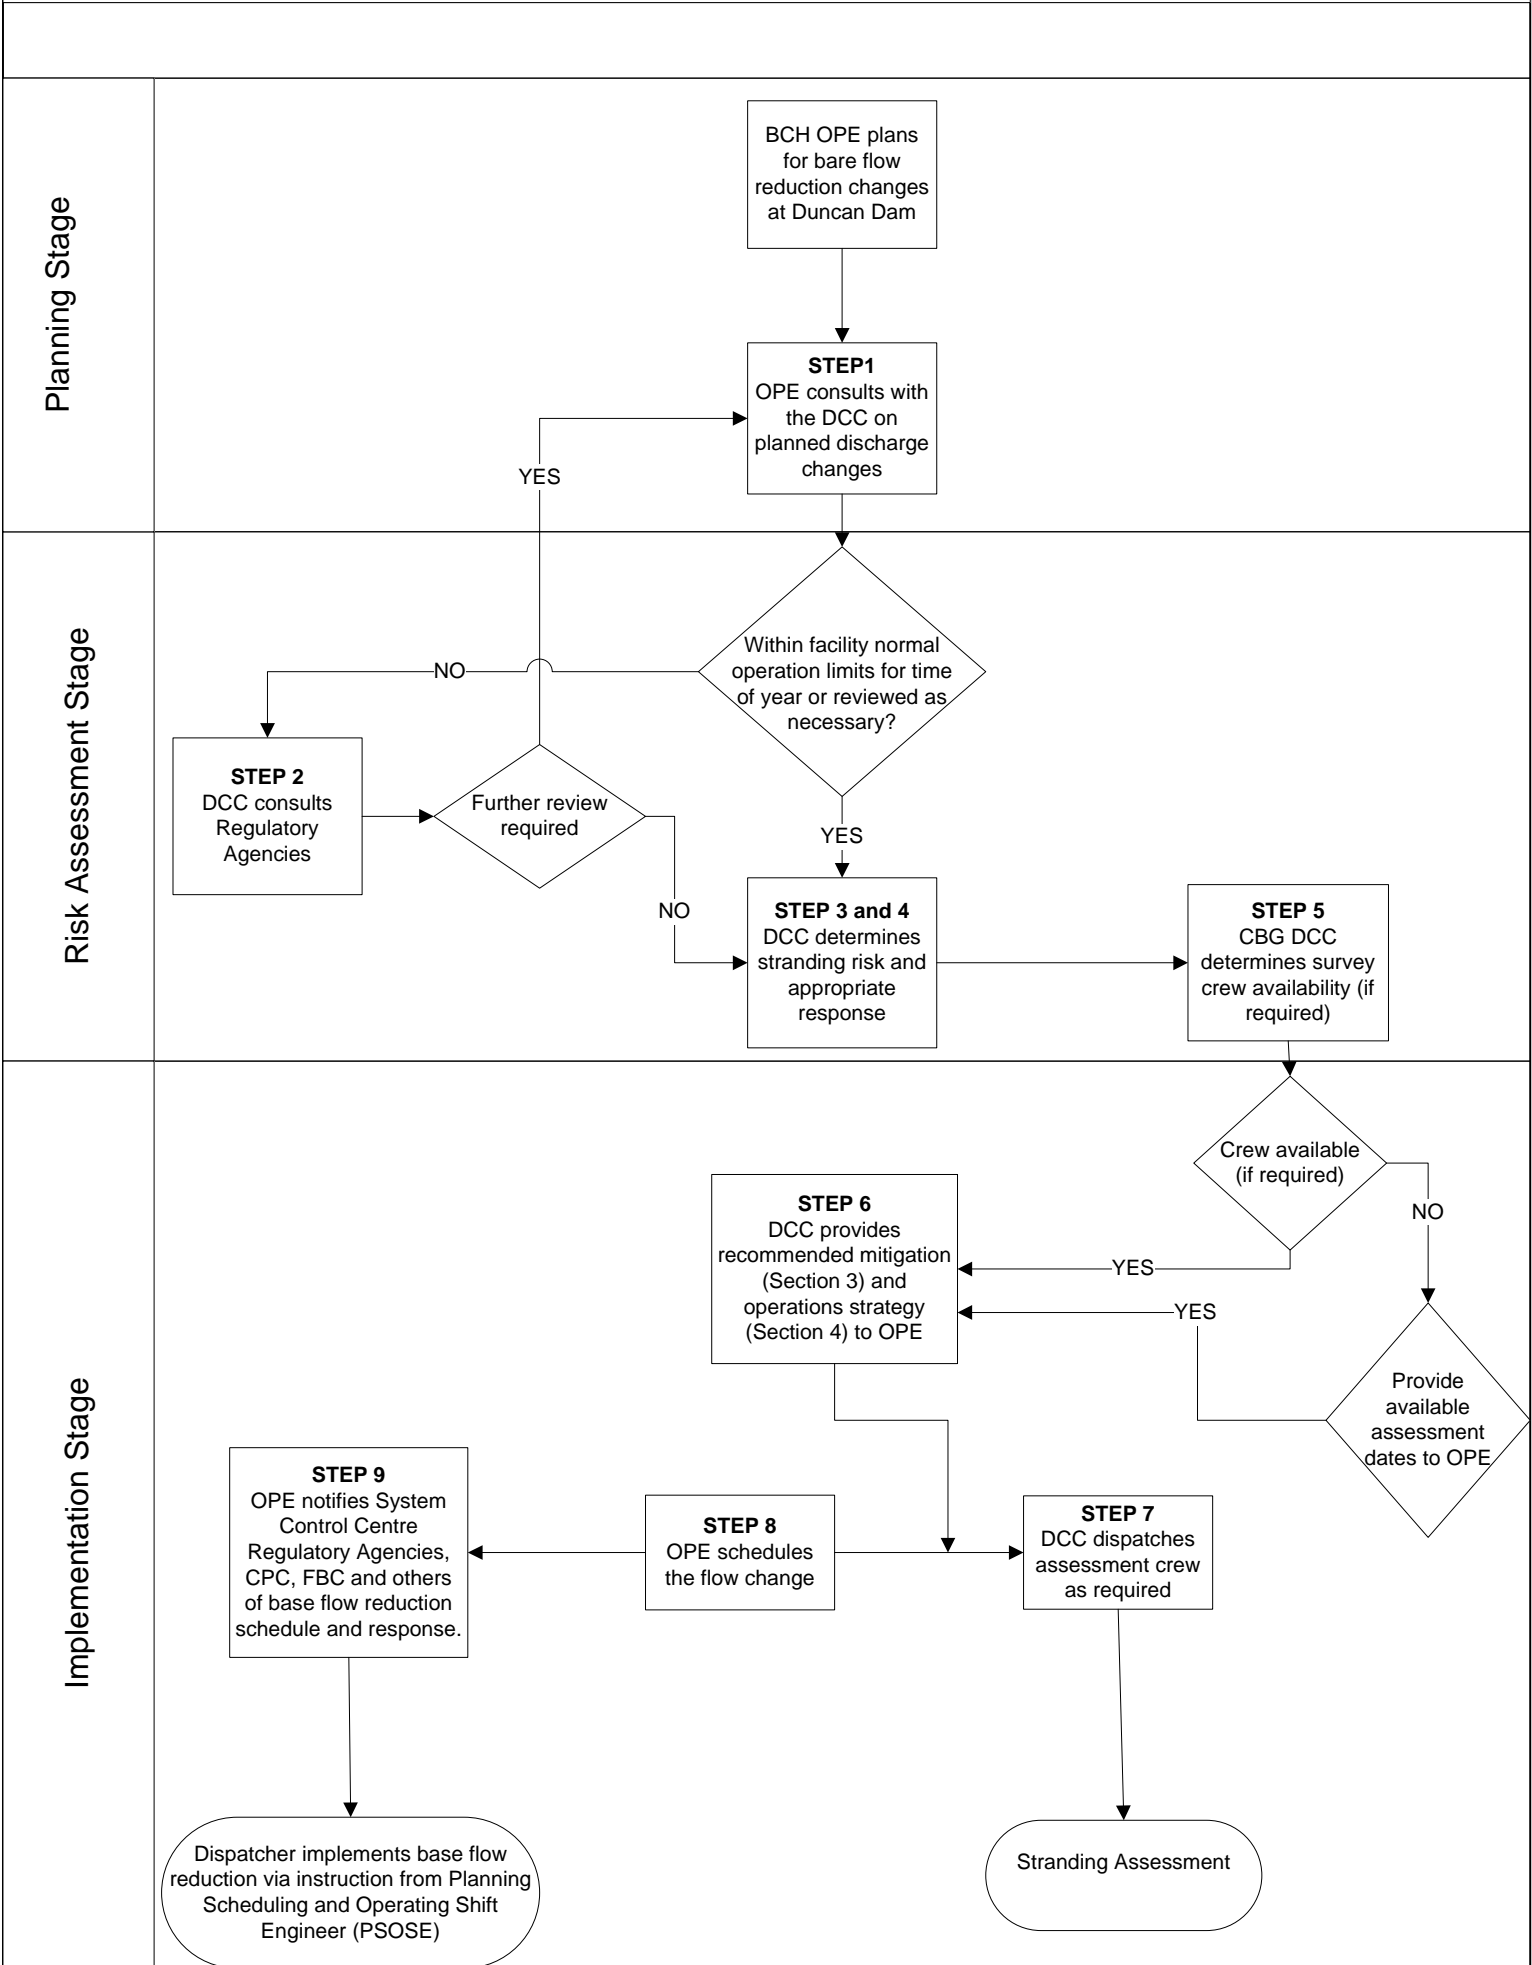 Planning Stage
BCH OPE plans
for bare flow
reduction changes
at Duncan Dam
STEP1
OPE consults with
the DCC on
planned discharge
changes
YES
Risk Assessment Stage
Within facility normal
operation limits for time
of year or reviewed as
necessary?
NO
STEP 2
DCC consults
Regulatory
Agencies
Further review
required
YES
NO
STEP 3 and 4
DCC determines
stranding risk and
appropriate
response
STEP 5
CBG DCC
determines survey
crew availability (if
required)
Implementation Stage
Crew available
(if required)
NO
YES
STEP 6
DCC provides
recommended mitigation
(Section 3) and
operations strategy
(Section 4) to OPE
YES
Provide
available
assessment
dates to OPE
STEP 9
OPE notifies System
Control Centre
Regulatory Agencies,
CPC, FBC and others
of base flow reduction
schedule and response.
STEP 8
OPE schedules
the flow change
STEP 7
DCC dispatches
assessment crew
as required
Dispatcher implements base flow
reduction via instruction from Planning
Scheduling and Operating Shift
Engineer (PSOSE)
Stranding Assessment